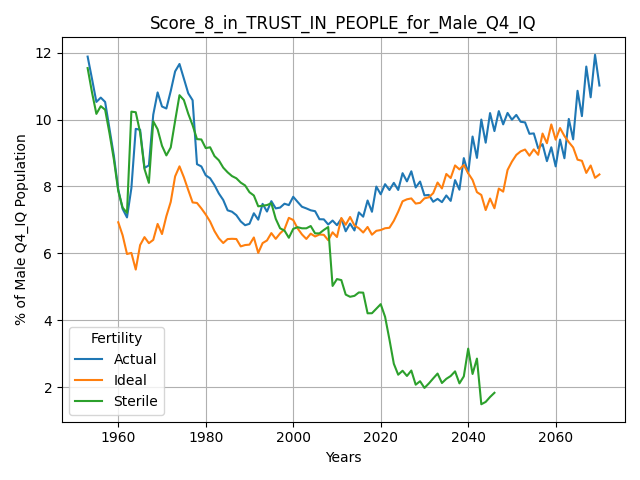 Score_8_in_TRUST_IN_PEOPLE_for_Male_Q4_IQ
% of Male Q4_IQ Population
12
10
8
6
4
2
Fertility
Actual
Ideal
Sterile
1960 1980 2000 2020 2040 2060
Years